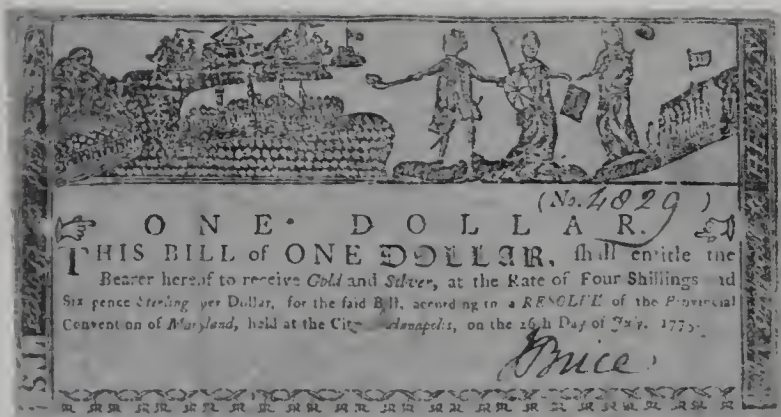 (No. 4829)
ONE DOLLAR.
THIS BILL of ONE DOLLAR, ſhall entitle the
Bearer hereof to receive Gold and Silver, at the Rate of Four Shillings and
Six pence Sterling per Dollar, for the ſaid Bill, according to a RESOLVE of the Provincial
Convention of Maryland, held at the City Annapolis, on the 26th Day of July, 1775.
JBrice